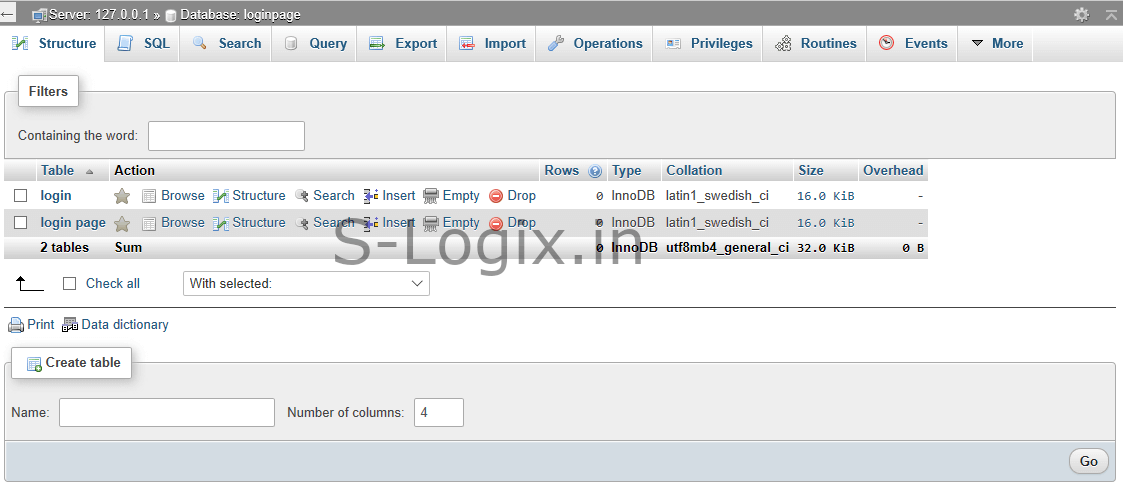 Server: 127.0.0.1 » Database: loginpage
Structure SQL Search Query Export Import Operations Privileges Routines Events More
Filters
Containing the word:
Table Action Rows Type Collation Size Overhead
login Browse Structure Search Insert Empty Drop 0 InnoDB latin1_swedish_ci 16.0 KiB -
login page Browse Structure Search Insert Empty Drop 0 InnoDB latin1_swedish_ci 16.0 KiB -
2 tables Sum 0 InnoDB utf8mb4_general_ci 32.0 KiB 0 B
S-Logix.in
Check all With selected:
Print Data dictionary
Create table
Name: Number of columns: 4
Go